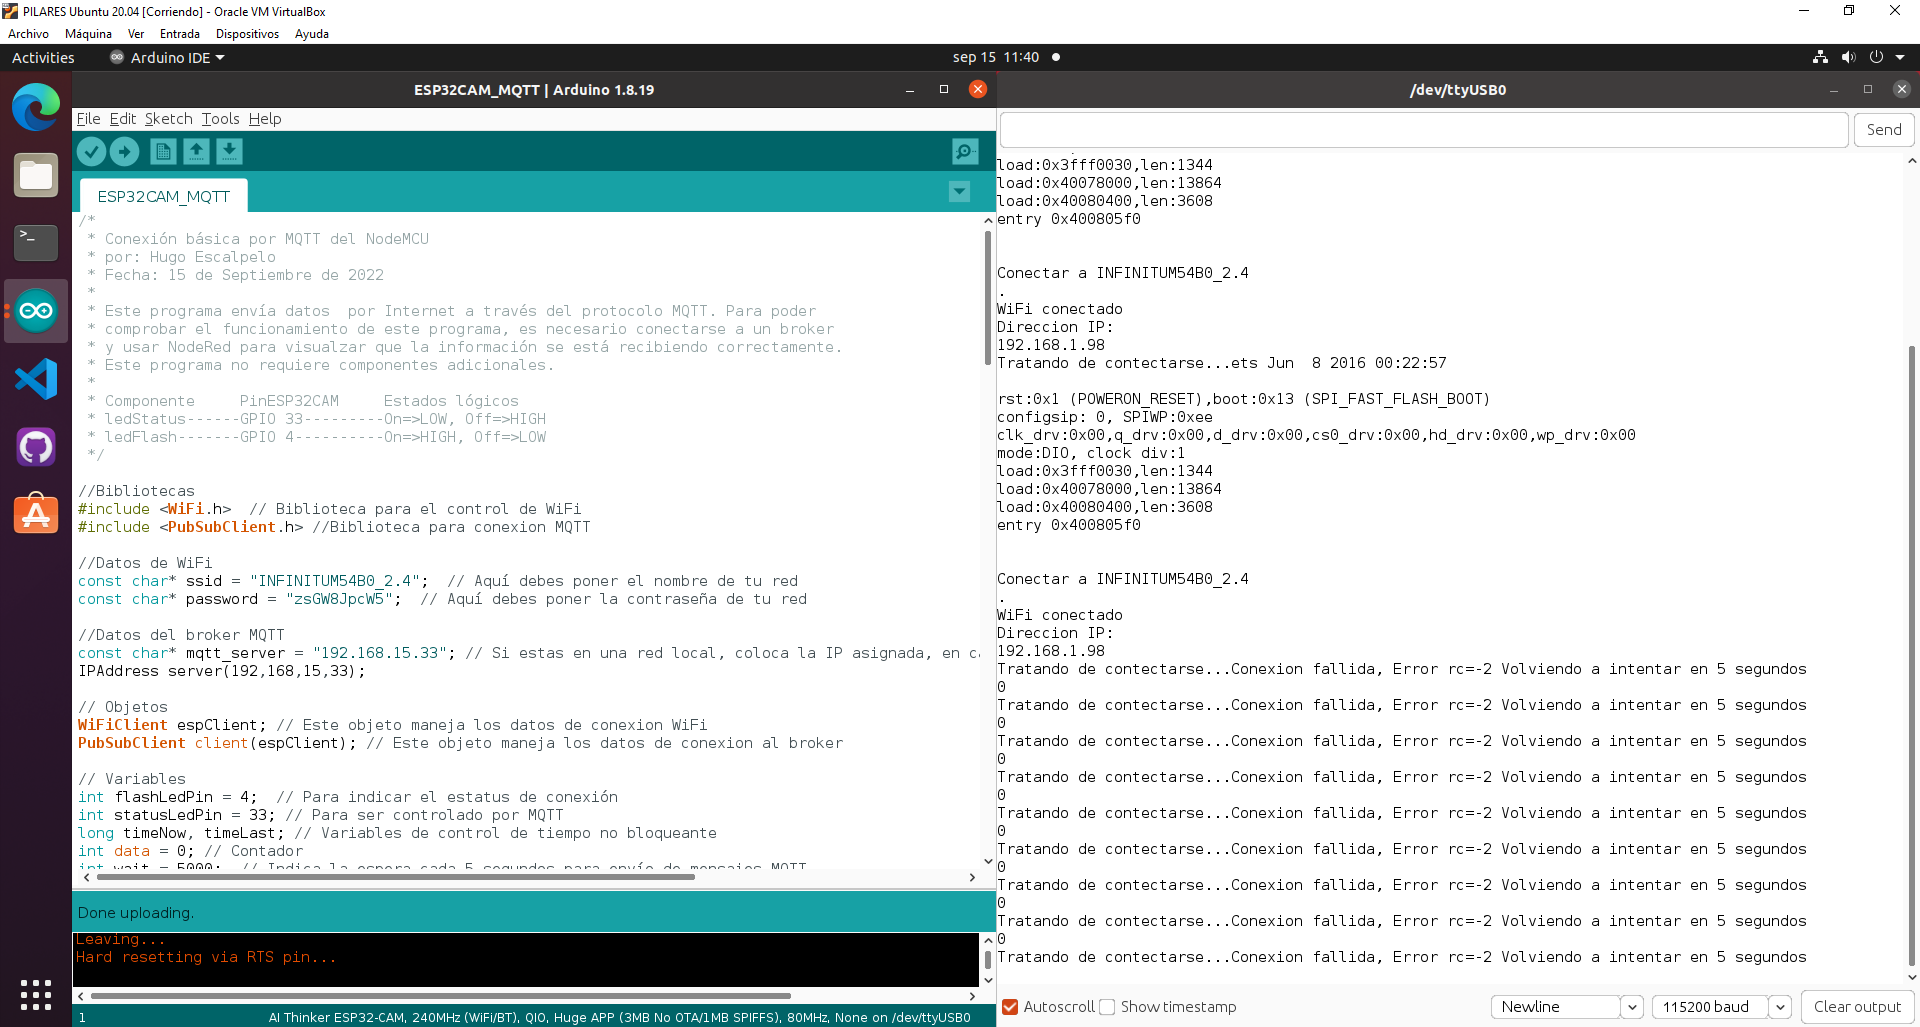 PILARES Ubuntu 20.04 [Corriendo] - Oracle VM VirtualBox
Archivo Máquina Ver Entrada Dispositivos Ayuda
Activities Arduino IDE sep 15 11:40
ESP32CAM_MQTT | Arduino 1.8.19
File Edit Sketch Tools Help
ESP32CAM_MQTT
/*
* Conexión básica por MQTT del NodeMCU
* por: Hugo Escalpelo
* Fecha: 15 de Septiembre de 2022
*
* Este programa envía datos  por Internet a través del protocolo MQTT. Para poder
* comprobar el funcionamiento de este programa, es necesario conectarse a un broker
* y usar NodeRed para visualzar que la información se está recibiendo correctamente.
* Este programa no requiere componentes adicionales.
*
* Componente     PinESP32CAM     Estados lógicos
* ledStatus------GPIO 33---------On=>LOW, Off=>HIGH
* ledFlash-------GPIO 4----------On=>HIGH, Off=>LOW
*/
//Bibliotecas
#include <WiFi.h>  // Biblioteca para el control de WiFi
#include <PubSubClient.h> //Biblioteca para conexion MQTT
//Datos de WiFi
const char* ssid = "INFINITUM54B0_2.4";  // Aquí debes poner el nombre de tu red
const char* password = "zsGW8JpcW5";  // Aquí debes poner la contraseña de tu red
//Datos del broker MQTT
const char* mqtt_server = "192.168.15.33"; // Si estas en una red local, coloca la IP asignada, en
IPAddress server(192,168,15,33);
// Objetos
WiFiClient espClient; // Este objeto maneja los datos de conexion WiFi
PubSubClient client(espClient); // Este objeto maneja los datos de conexion al broker
// Variables
int flashLedPin = 4;  // Para indicar el estatus de conexión
int statusLedPin = 33; // Para ser controlado por MQTT
long timeNow, timeLast; // Variables de control de tiempo no bloqueante
int data = 0; // Contador
int wait = 5000;  // Indica la espera cada 5 segundos para envío de mensajes MQTT
Done uploading.
Leaving...
Hard resetting via RTS pin...
1 AI Thinker ESP32-CAM, 240MHz (WiFi/BT), QIO, Huge APP (3MB No OTA/1MB SPIFFS), 80MHz, None on /dev/ttyUSB0
/dev/ttyUSB0
Send
load:0x3fff0030,len:1344
load:0x40078000,len:13864
load:0x40080400,len:3608
entry 0x400805f0
Conectar a INFINITUM54B0_2.4
.
WiFi conectado
Direccion IP:
192.168.1.98
Tratando de contectarse...ets Jun  8 2016 00:22:57
rst:0x1 (POWERON_RESET),boot:0x13 (SPI_FAST_FLASH_BOOT)
configsip: 0, SPIWP:0xee
clk_drv:0x00,q_drv:0x00,d_drv:0x00,cs0_drv:0x00,hd_drv:0x00,wp_drv:0x00
mode:DIO, clock div:1
load:0x3fff0030,len:1344
load:0x40078000,len:13864
load:0x40080400,len:3608
entry 0x400805f0
Conectar a INFINITUM54B0_2.4
.
WiFi conectado
Direccion IP:
192.168.1.98
Tratando de contectarse...Conexion fallida, Error rc=-2 Volviendo a intentar en 5 segundos
0
Tratando de contectarse...Conexion fallida, Error rc=-2 Volviendo a intentar en 5 segundos
0
Tratando de contectarse...Conexion fallida, Error rc=-2 Volviendo a intentar en 5 segundos
0
Tratando de contectarse...Conexion fallida, Error rc=-2 Volviendo a intentar en 5 segundos
0
Tratando de contectarse...Conexion fallida, Error rc=-2 Volviendo a intentar en 5 segundos
0
Tratando de contectarse...Conexion fallida, Error rc=-2 Volviendo a intentar en 5 segundos
0
Tratando de contectarse...Conexion fallida, Error rc=-2 Volviendo a intentar en 5 segundos
0
Tratando de contectarse...Conexion fallida, Error rc=-2 Volviendo a intentar en 5 segundos
0
Tratando de contectarse...Conexion fallida, Error rc=-2 Volviendo a intentar en 5 segundos
Autoscroll Show timestamp Newline 115200 baud Clear output